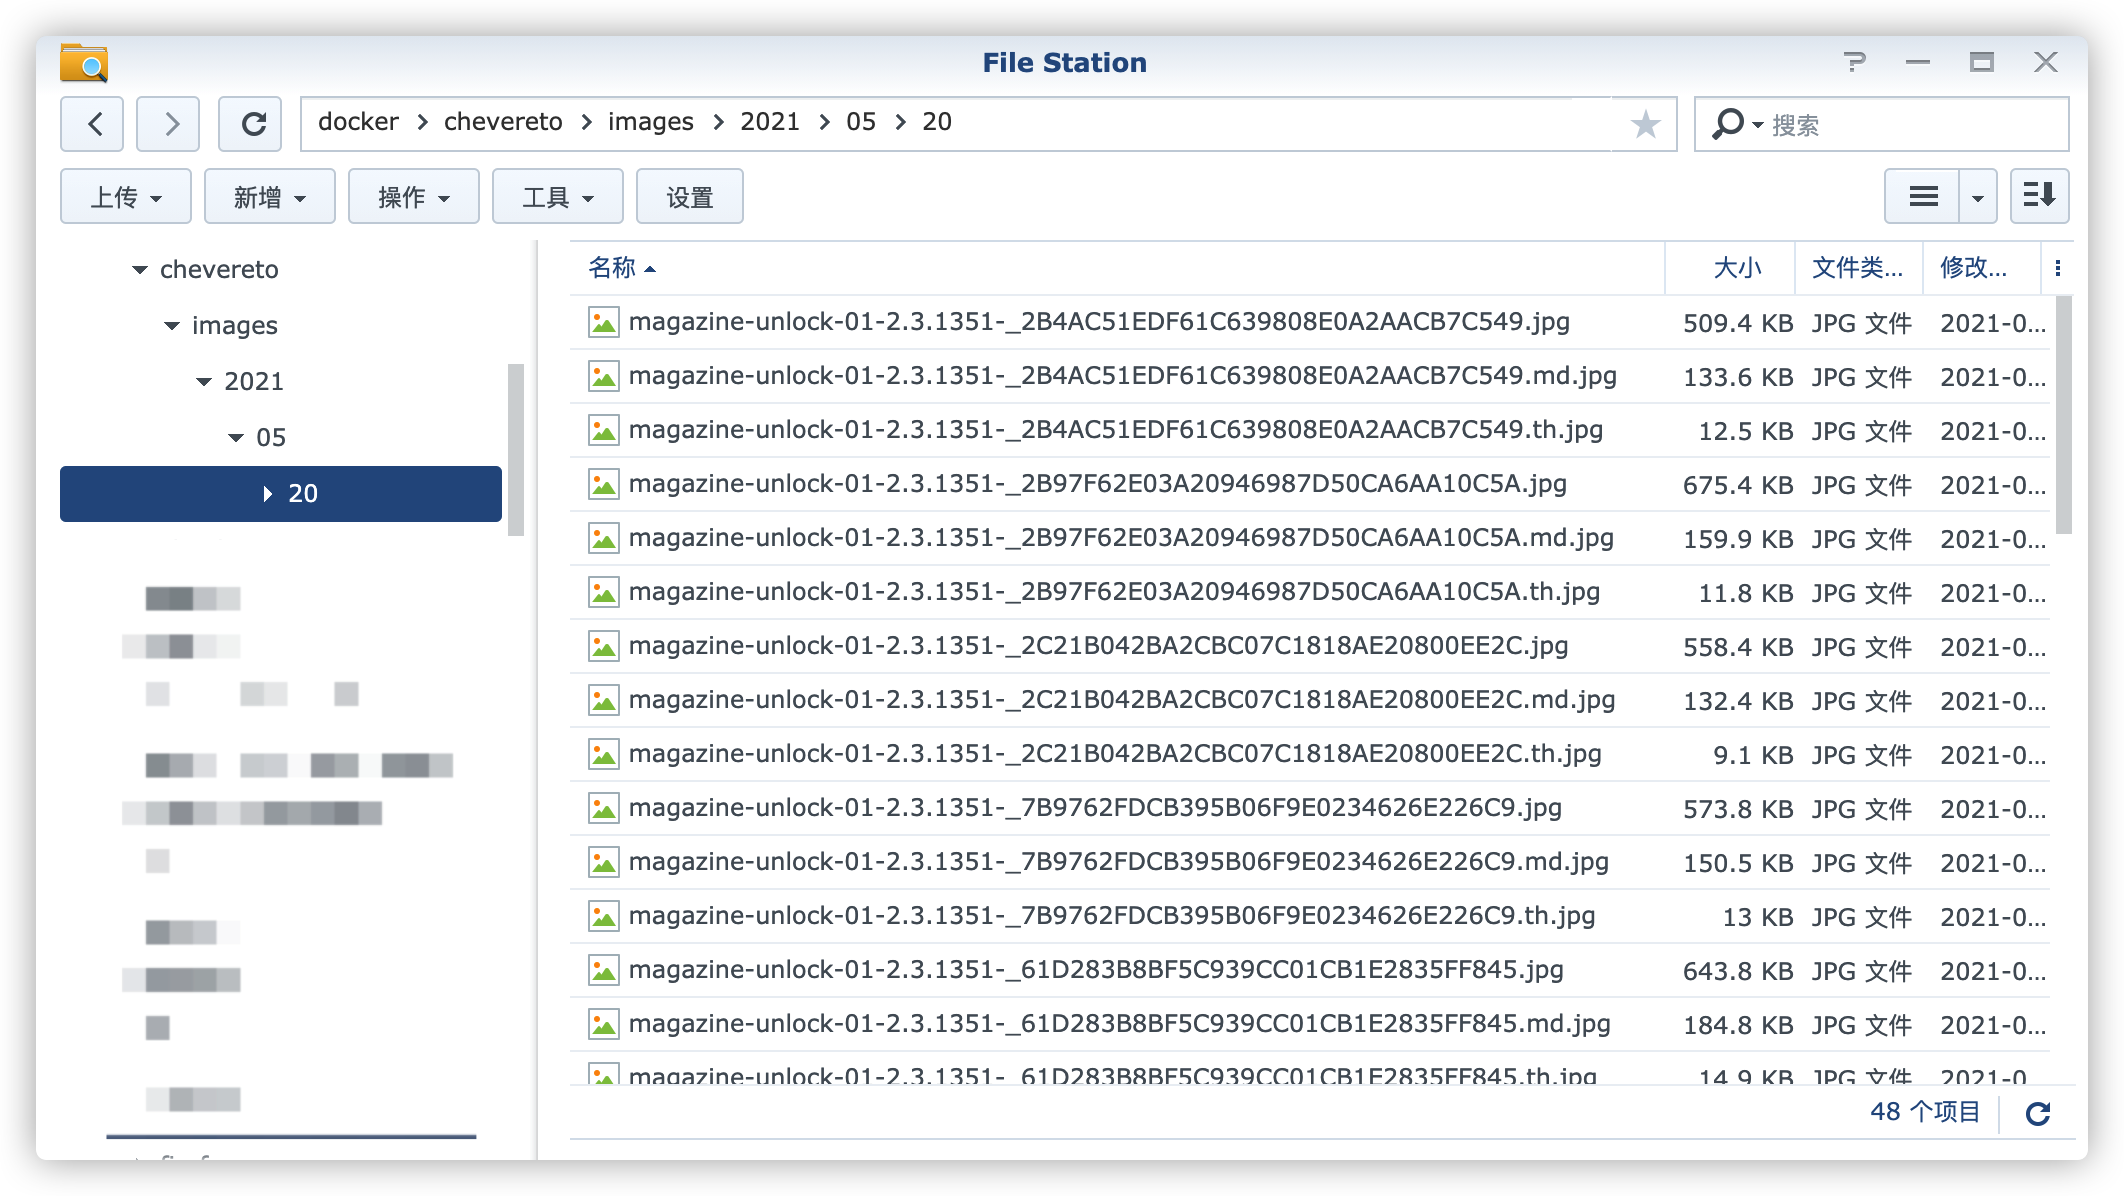 File Station
docker > chevereto > images > 2021 > 05 > 20
搜索
上传 新增 操作 工具 设置
chevereto
images
2021
05
20
名称 大小 文件类... 修改...
magazine-unlock-01-2.3.1351-_2B4AC51EDF61C639808E0A2AACB7C549.jpg 509.4 KB JPG 文件 2021-0...
magazine-unlock-01-2.3.1351-_2B4AC51EDF61C639808E0A2AACB7C549.md.jpg 133.6 KB JPG 文件 2021-0...
magazine-unlock-01-2.3.1351-_2B4AC51EDF61C639808E0A2AACB7C549.th.jpg 12.5 KB JPG 文件 2021-0...
magazine-unlock-01-2.3.1351-_2B97F62E03A20946987D50CA6AA10C5A.jpg 675.4 KB JPG 文件 2021-0...
magazine-unlock-01-2.3.1351-_2B97F62E03A20946987D50CA6AA10C5A.md.jpg 159.9 KB JPG 文件 2021-0...
magazine-unlock-01-2.3.1351-_2B97F62E03A20946987D50CA6AA10C5A.th.jpg 11.8 KB JPG 文件 2021-0...
magazine-unlock-01-2.3.1351-_2C21B042BA2CBC07C1818AE20800EE2C.jpg 558.4 KB JPG 文件 2021-0...
magazine-unlock-01-2.3.1351-_2C21B042BA2CBC07C1818AE20800EE2C.md.jpg 132.4 KB JPG 文件 2021-0...
magazine-unlock-01-2.3.1351-_2C21B042BA2CBC07C1818AE20800EE2C.th.jpg 9.1 KB JPG 文件 2021-0...
magazine-unlock-01-2.3.1351-_7B9762FDCB395B06F9E0234626E226C9.jpg 573.8 KB JPG 文件 2021-0...
magazine-unlock-01-2.3.1351-_7B9762FDCB395B06F9E0234626E226C9.md.jpg 150.5 KB JPG 文件 2021-0...
magazine-unlock-01-2.3.1351-_7B9762FDCB395B06F9E0234626E226C9.th.jpg 13 KB JPG 文件 2021-0...
magazine-unlock-01-2.3.1351-_61D283B8BF5C939CC01CB1E2835FF845.jpg 643.8 KB JPG 文件 2021-0...
magazine-unlock-01-2.3.1351-_61D283B8BF5C939CC01CB1E2835FF845.md.jpg 184.8 KB JPG 文件 2021-0...
magazine-unlock-01-2.3.1351-_61D283B8BF5C939CC01CB1E2835FF845.th.jpg 14.9 KB JPG 文件 2021-0
48 个项目